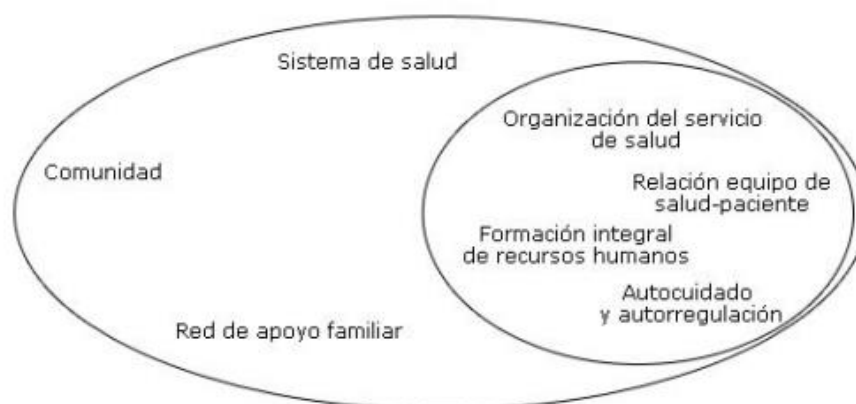 Sistema de salud
Organización del servicio
de salud
Comunidad
Relación equipo de
salud-paciente
Formación integral
de recursos humanos
Autocuidado
y autorregulación
Red de apoyo familiar